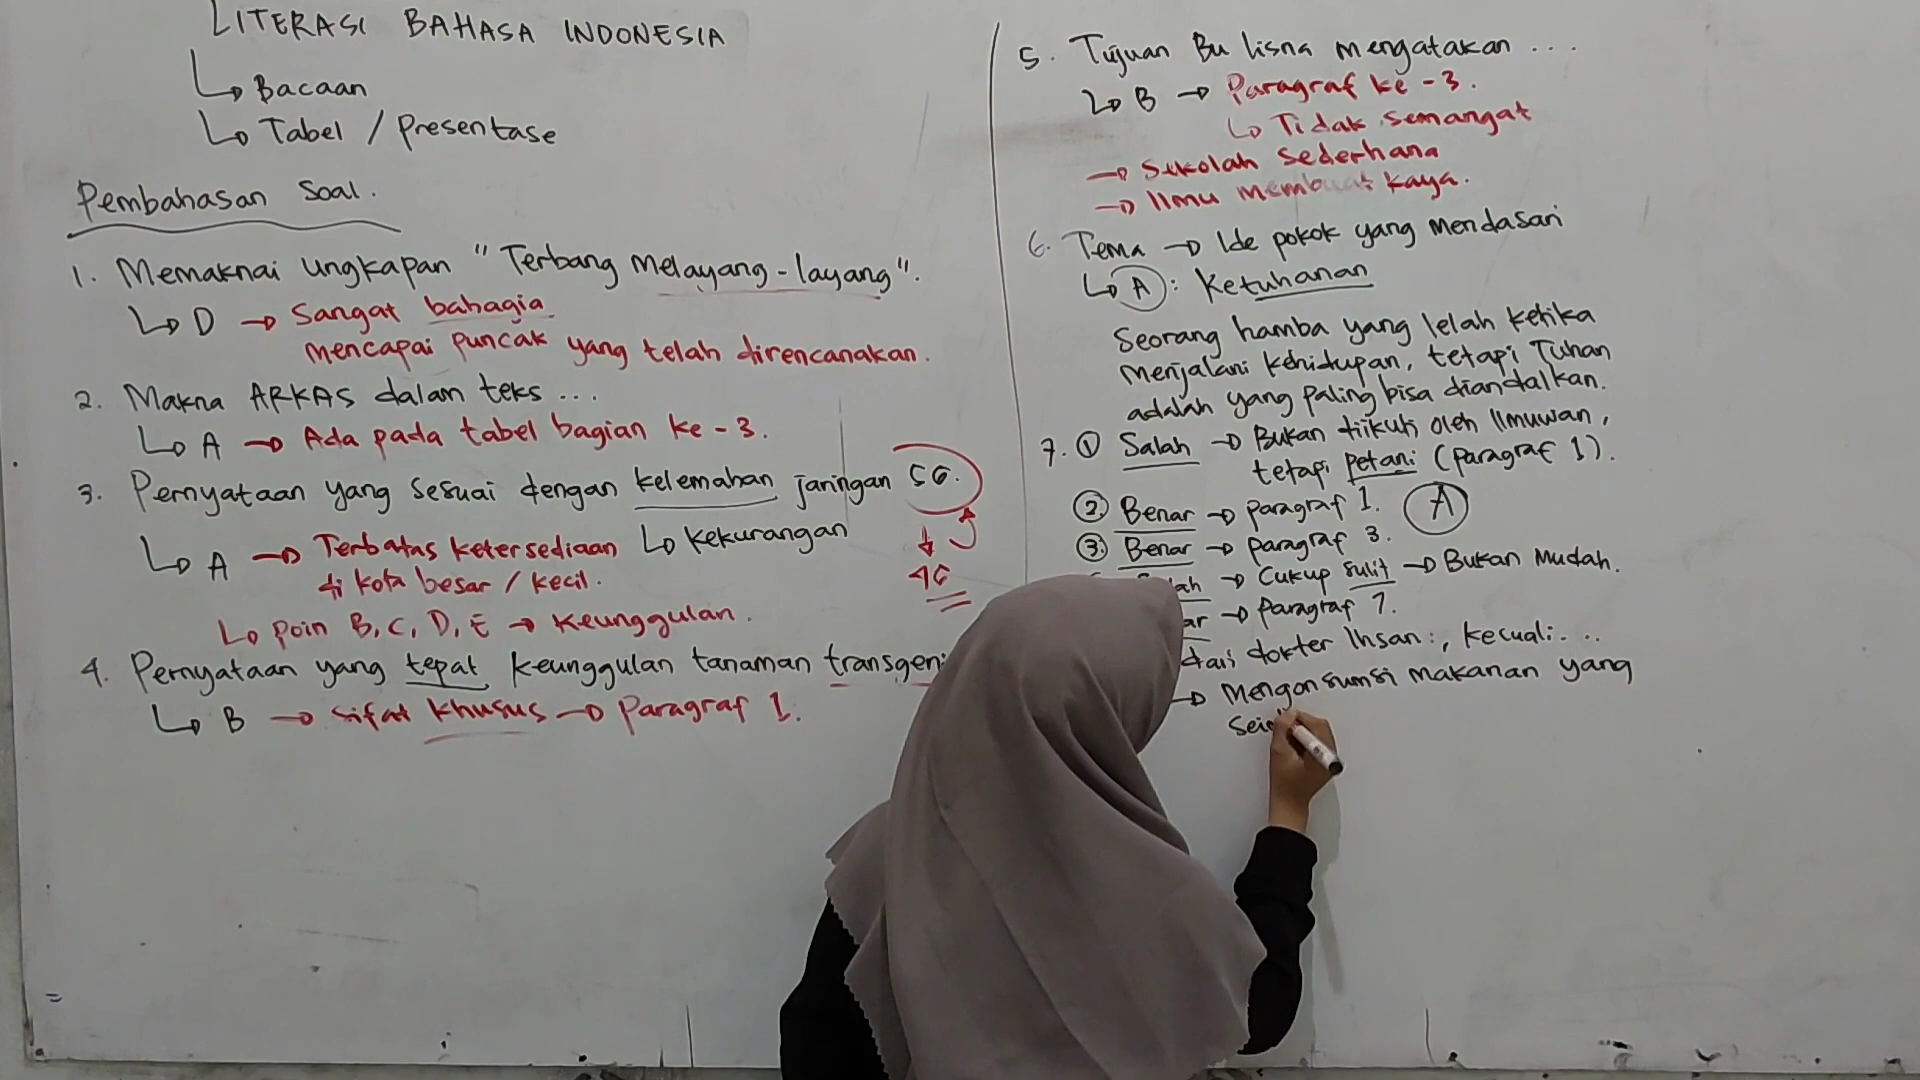 LITERASI BAHASA INDONESIA
↳ Bacaan
↳ Tabel / presentase
Pembahasan Soal.
1. Memaknai ungkapan "Terbang melayang-layang".
↳ D → Sangat bahagia
mencapai puncak yang telah direncanakan.
2. Makna ARKAS dalam teks ...
↳ A → Ada pada tabel bagian ke-3.
3. Pernyataan yang sesuai dengan kelemahan jaringan 5G.
↳ Kekurangan
↳ A → Terbatas ketersediaan
di kota besar / kecil.
4G
↳ poin B, C, D, E → Keunggulan.
4. Pernyataan yang tepat keunggulan tanaman transgeni
↳ B → sifat khusus → Paragraf 1.
5. Tujuan Bu lisna mengatakan ...
↳ B → Paragraf ke-3.
↳ Tidak semangat
→ Sekolah sederhana
→ Ilmu membuat kaya.
6. Tema → Ide pokok yang mendasari
↳ A : Ketuhanan
Seorang hamba yang lelah ketika
menjalani kehidupan, tetapi Tuhan
adalah yang paling bisa diandalkan.
7. ① Salah → Bukan diikuti oleh Ilmuwan,
tetapi petani (paragraf 1).
② Benar → paragraf 1. A
③ Benar → paragraf 3.
lah → Cukup sulit → Bukan mudah.
ar → Paragraf 7.
dari dokter Ihsan:, kecuali...
→ Mengonsumsi makanan yang